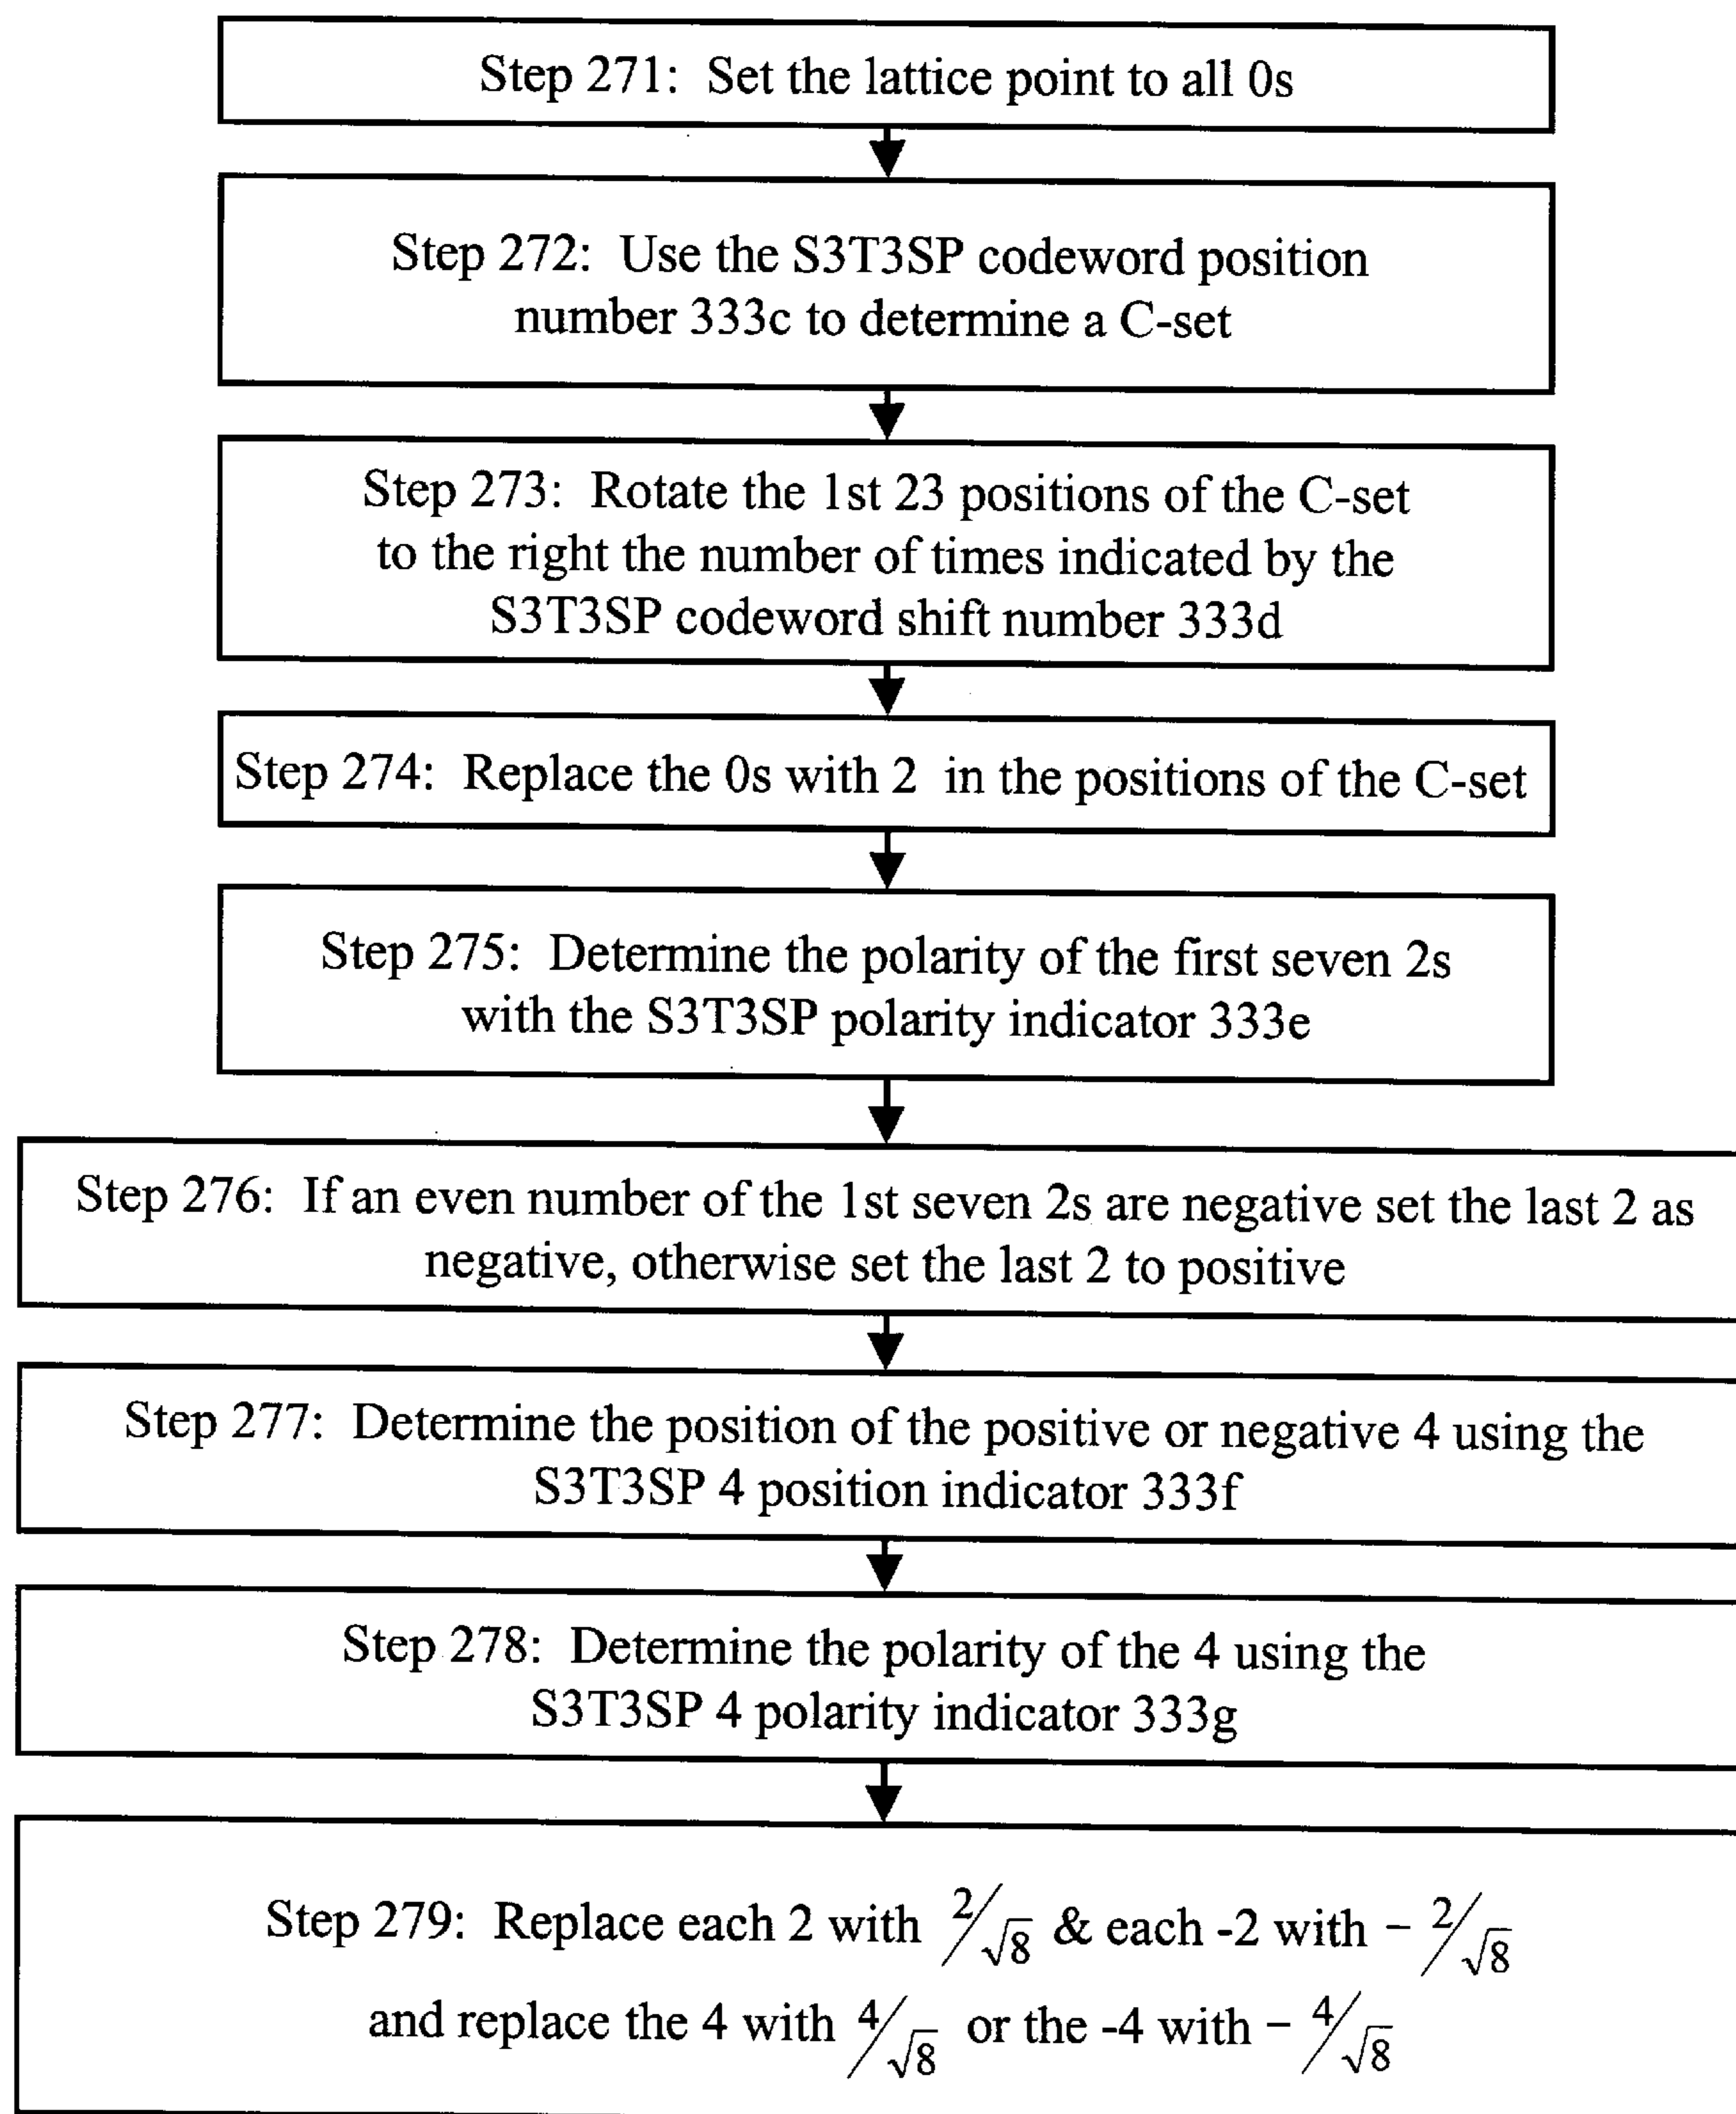 Step 271: Set the lattice point to all 0s
Step 272: Use the S3T3SP codeword position
number 333c to determine a C-set
Step 273: Rotate the 1st 23 positions of the C-set
to the right the number of times indicated by the
S3T3SP codeword shift number 333d
Step 274: Replace the 0s with 2 in the positions of the C-set
Step 275: Determine the polarity of the first seven 2s
with the S3T3SP polarity indicator 333e
Step 276: If an even number of the 1st seven 2s are negative set the last 2 as
negative, otherwise set the last 2 to positive
Step 277: Determine the position of the positive or negative 4 using the
S3T3SP 4 position indicator 333f
Step 278: Determine the polarity of the 4 using the
S3T3SP 4 polarity indicator 333g
Step 279: Replace each 2 with 2/√8 & each -2 with − 2/√8
and replace the 4 with 4/√8 or the -4 with − 4/√8